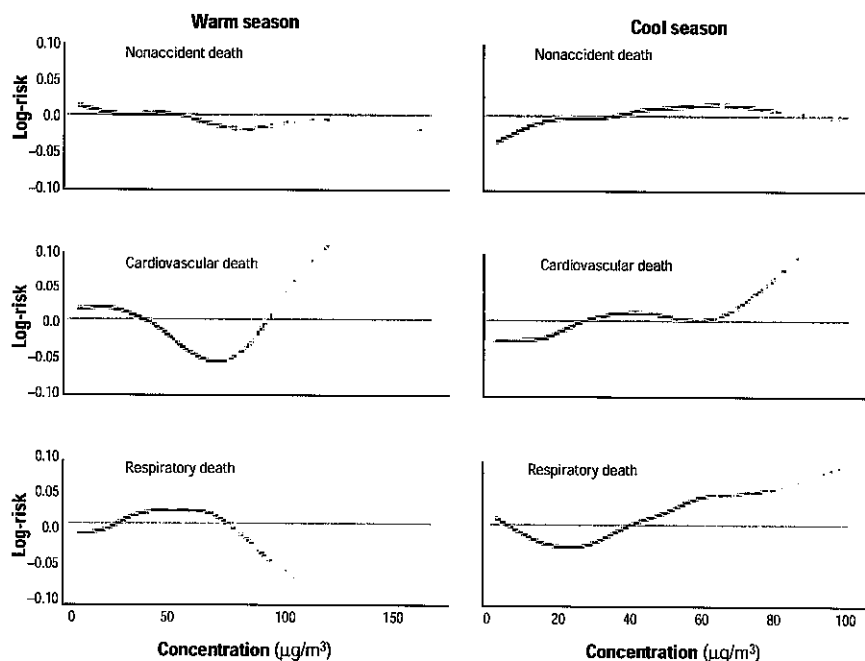 Warm season
Cool season
0.10
Nonaccident death
Nonaccident death
0.05
0.0
−0.05
−0.10
Log-risk
0.10
Cardiovascular death
Cardiovascular death
0.05
0.0
−0.05
−0.10
Log-risk
0.10
Respiratory death
Respiratory death
0.05
0.0
−0.05
−0.10
Log-risk
0 50 100 150
0 20 40 60 80 100
Concentration (µg/m³)
Concentration (µg/m³)